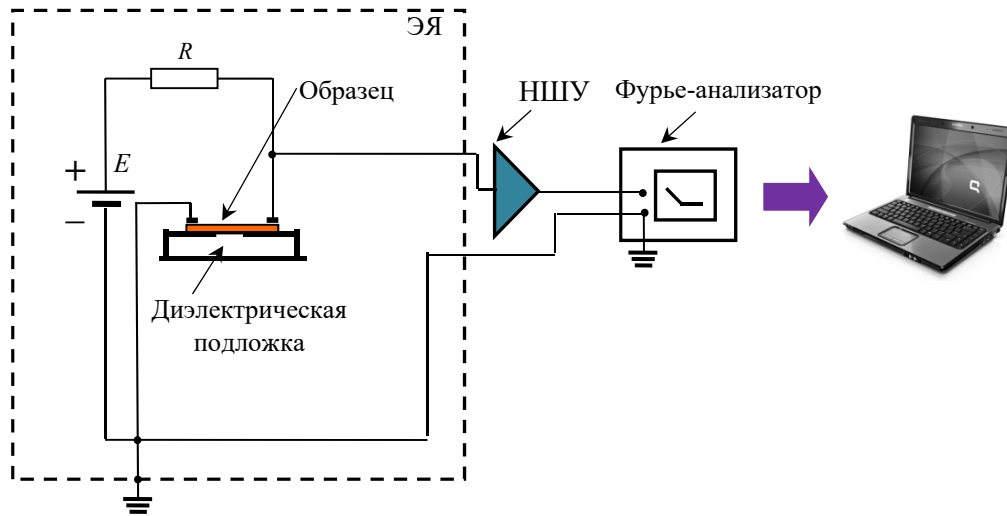 ЭЯ
R
Образец
НШУ
Фурье-анализатор
+
E
−
Диэлектрическая
подложка